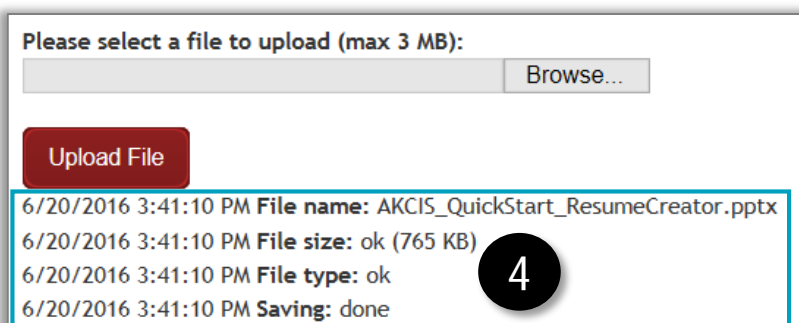 Please select a file to upload (max 3 MB):
Browse...
Upload File
6/20/2016 3:41:10 PM File name: AKCIS_QuickStart_ResumeCreator.pptx
6/20/2016 3:41:10 PM File size: ok (765 KB)
6/20/2016 3:41:10 PM File type: ok
4
6/20/2016 3:41:10 PM Saving: done